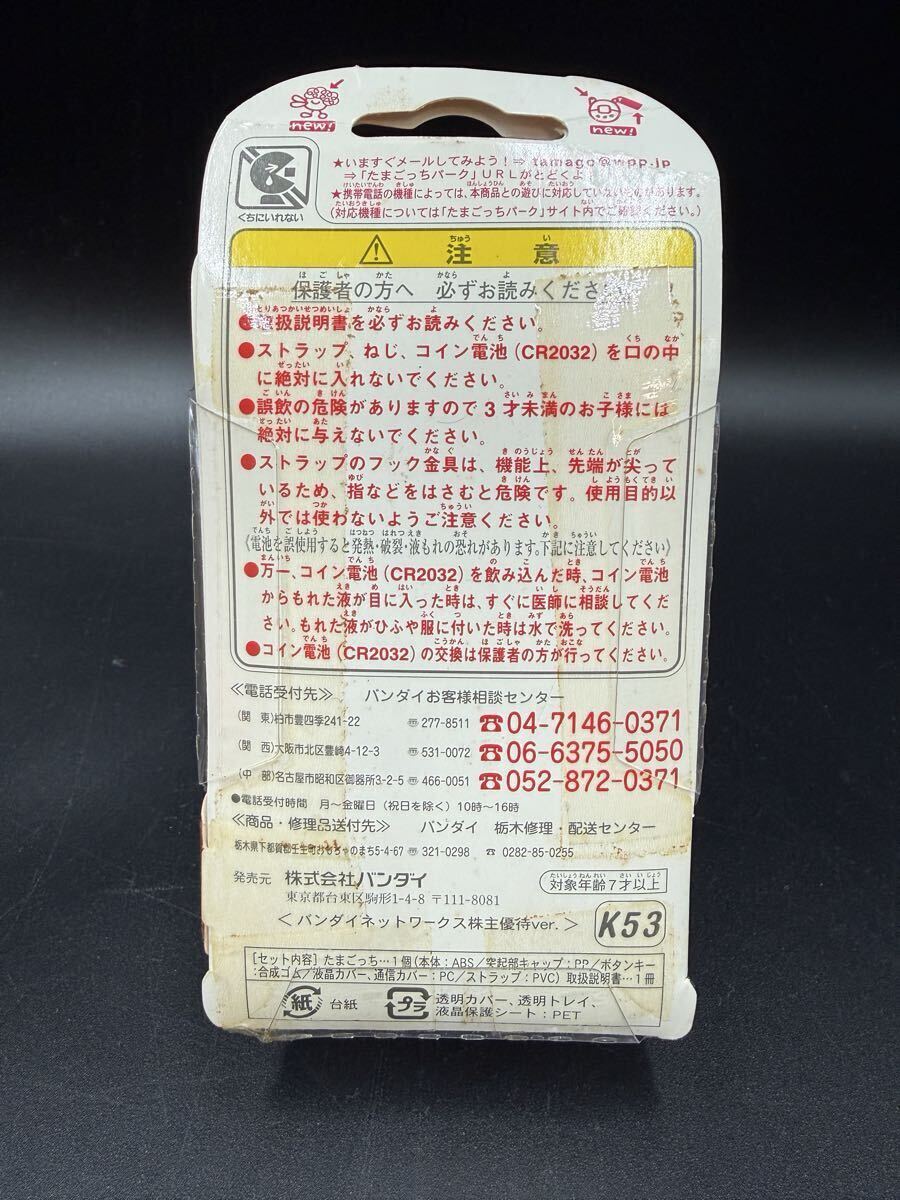 new!
new!
くちにいれない
★いますぐメールしてみよう！⇒ tamago@wpp.jp
⇒「たまごっちパーク」URLがとどくよ！
★携帯電話の機種によっては、本商品との遊びに対応していないものがあります。
(対応機種については「たまごっちパーク」サイト内でご確認ください。)
注意
保護者の方へ 必ずお読みください
●取扱説明書を必ずお読みください。
●ストラップ、ねじ、コイン電池(CR2032)を口の中
に絶対に入れないでください。
●誤飲の危険がありますので3才未満のお子様には
絶対に与えないでください。
●ストラップのフック金具は、機能上、先端が尖って
いるため、指などをはさむと危険です。使用目的以
外では使わないようご注意ください。
《電池を誤使用すると発熱・破裂・液もれの恐れがあります。下記に注意してください》
●万一、コイン電池(CR2032)を飲み込んだ時、コイン電池
からもれた液が目に入った時は、すぐに医師に相談してくだ
さい。もれた液がひふや服に付いた時は水で洗ってください。
●コイン電池(CR2032)の交換は保護者の方が行ってください。
≪電話受付先≫ バンダイお客様相談センター
(関 東)柏市豊四季241-22 〠277-8511 ☎04-7146-0371
(関 西)大阪市北区豊崎4-12-3 〠531-0072 ☎06-6375-5050
(中 部)名古屋市昭和区御器所3-2-5 〠466-0051 ☎052-872-0371
●電話受付時間 月〜金曜日(祝日を除く)10時〜16時
≪商品・修理品送付先≫ バンダイ 栃木修理・配送センター
栃木県下都賀郡壬生町おもちゃのまち5-4-67 〠321-0298 ☎0282-85-0255
発売元 株式会社バンダイ
対象年齢7才以上
東京都台東区駒形1-4-8 〒111-8081
＜バンダイネットワークス株主優待ver.＞
K53
[セット内容]たまごっち…1個(本体：ABS／突起部キャップ：PP／ボタンキー
：合成ゴム／液晶カバー、通信カバー：PC／ストラップ：PVC) 取扱説明書…1冊
紙 台紙
プラ 透明カバー、透明トレイ、
液晶保護シート：PET